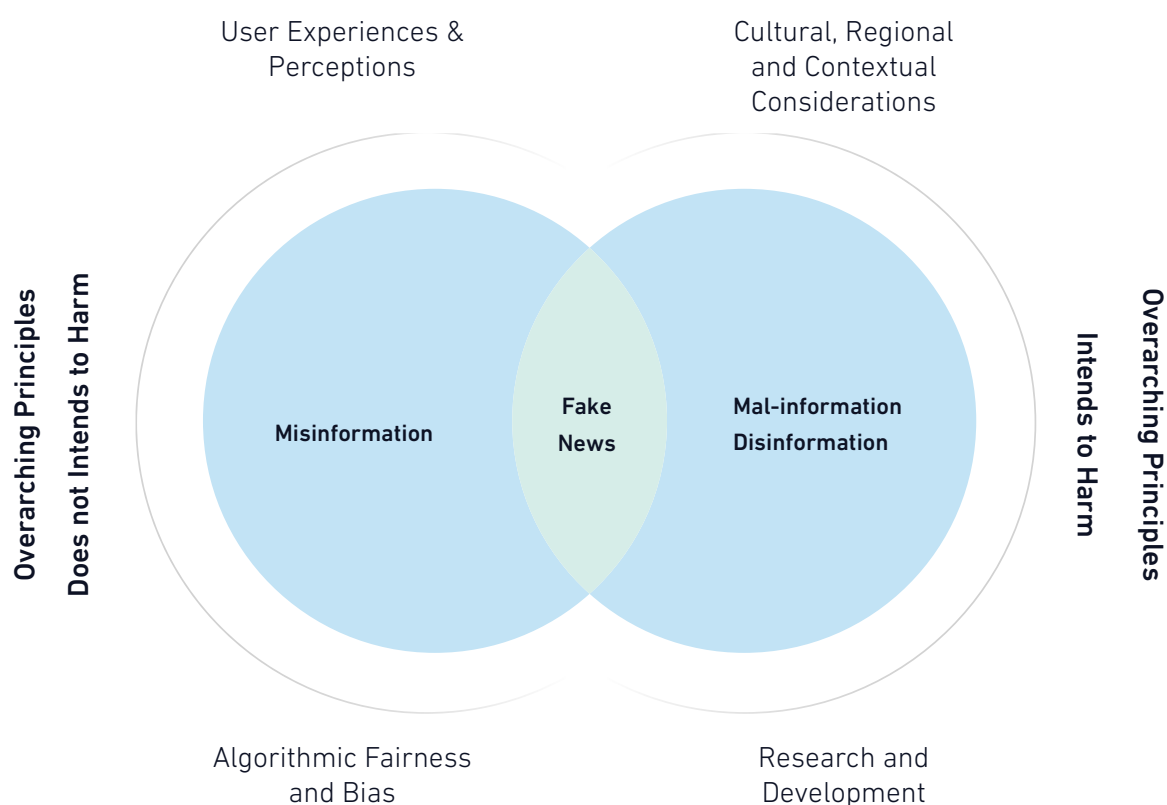 User Experiences &
Perceptions
Cultural, Regional
and Contextual
Considerations
Overarching Principles
Does not Intends to Harm
Misinformation
Fake
News
Mal-information
Disinformation
Intends to Harm
Overarching Principles
Algorithmic Fairness
and Bias
Research and
Development